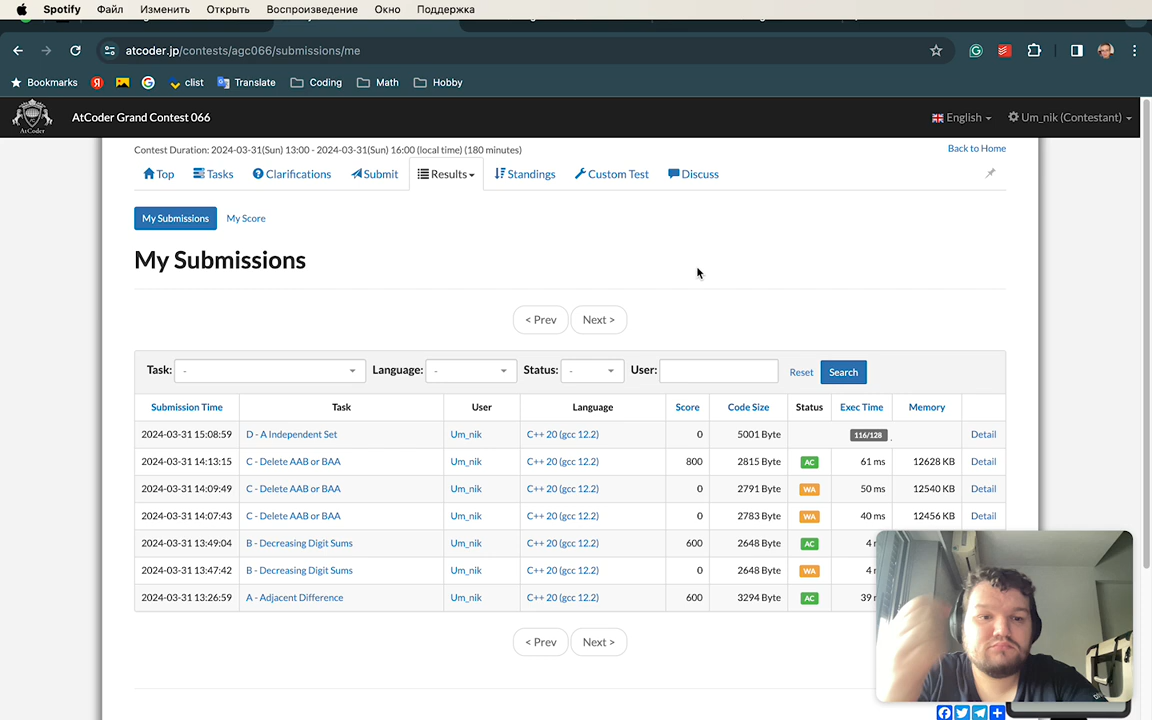 Spotify Файл Изменить Открыть Воспроизведение Окно Поддержка
atcoder.jp/contests/agc066/submissions/me
Bookmarks Я G clist Translate Coding Math Hobby
AtCoder AtCoder Grand Contest 066 English Um_nik (Contestant)
Contest Duration: 2024-03-31(Sun) 13:00 - 2024-03-31(Sun) 16:00 (local time) (180 minutes) Back to Home
Top Tasks Clarifications Submit Results Standings Custom Test Discuss
My Submissions My Score
My Submissions
< Prev Next >
Task: - Language: - Status: - User: Reset Search
Submission Time Task User Language Score Code Size Status Exec Time Memory
2024-03-31 15:08:59 D - A Independent Set Um_nik C++ 20 (gcc 12.2) 0 5001 Byte 116/128 Detail
2024-03-31 14:13:15 C - Delete AAB or BAA Um_nik C++ 20 (gcc 12.2) 800 2815 Byte AC 61 ms 12628 KB Detail
2024-03-31 14:09:49 C - Delete AAB or BAA Um_nik C++ 20 (gcc 12.2) 0 2791 Byte WA 50 ms 12540 KB Detail
2024-03-31 14:07:43 C - Delete AAB or BAA Um_nik C++ 20 (gcc 12.2) 0 2783 Byte WA 40 ms 12456 KB Detail
2024-03-31 13:49:04 B - Decreasing Digit Sums Um_nik C++ 20 (gcc 12.2) 600 2648 Byte AC 4
2024-03-31 13:47:42 B - Decreasing Digit Sums Um_nik C++ 20 (gcc 12.2) 0 2648 Byte WA 4
2024-03-31 13:26:59 A - Adjacent Difference Um_nik C++ 20 (gcc 12.2) 600 3294 Byte AC 39
< Prev Next >